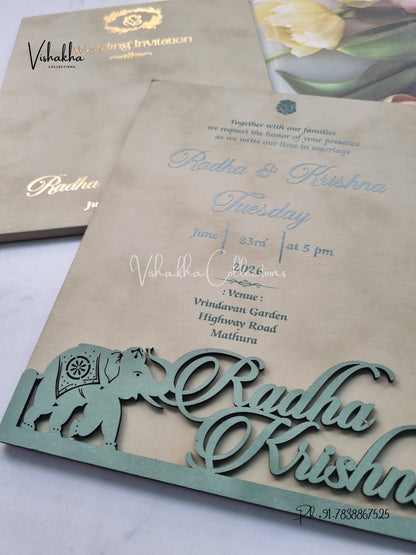 Vishakha
COLLECTIONS
Wedding Invitation
Radha
Ju
Together with our families
we request the honor of your presence
as we write our lives in marriage
Radha & Krishna
Tuesday
June 23rd at 5 pm
2026
Vishakha Collections
: Venue :
Vrindavan Garden
Highway Road
Mathura
Radha
Krishna
Ph +91-7838867525